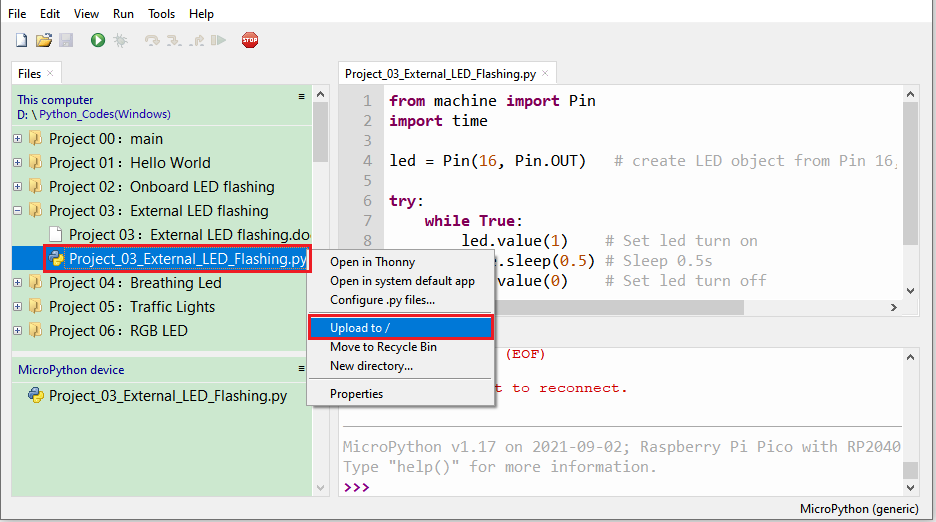 File Edit View Run Tools Help
STOP
Files ×
This computer ≡
D: \ Python_Codes(Windows)
Project 00：main
Project 01：Hello World
Project 02：Onboard LED flashing
Project 03：External LED flashing
Project 03：External LED flashing.do
Project_03_External_LED_Flashing.py
Project 04：Breathing Led
Project 05：Traffic Lights
Project 06：RGB LED
MicroPython device ≡
Project_03_External_LED_Flashing.py
Project_03_External_LED_Flashing.py ×
1 from machine import Pin
2 import time
3
4 led = Pin(16, Pin.OUT) # create LED object from Pin 16,
5
6 try:
7 while True:
8 led.value(1) # Set led turn on
e.sleep(0.5) # Sleep 0.5s
.value(0) # Set led turn off
Open in Thonny
Open in system default app
Configure .py files...
Upload to /
Move to Recycle Bin
New directory...
Properties
(EOF)
t to reconnect.
MicroPython v1.17 on 2021-09-02; Raspberry Pi Pico with RP2040
Type "help()" for more information.
>>>
MicroPython (generic)